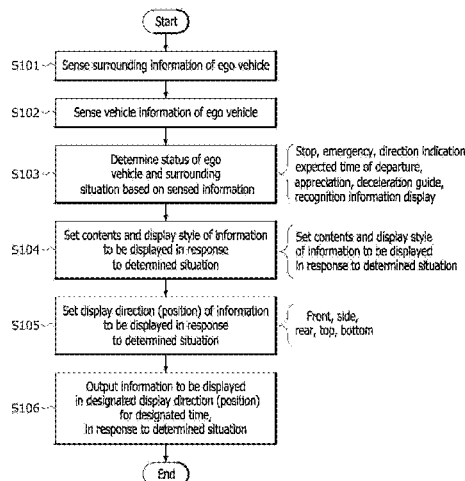 Start
S101
Sense surrounding information of ego vehicle
S102
Sense vehicle information of ego vehicle
S103
Determine status of ego
vehicle and surrounding
situation based on sensed information
Stop, emergency, direction indication
expected time of departure,
appreciation, deceleration guide,
recognition information display
S104
Set contents and display style of information
to be displayed in response
to determined situation
Set contents and display style
of information to be displayed
in response to determined situation
S105
Set display direction (position) of information
to be displayed in response
to determined situation
Front, side,
rear, top, bottom
S106
Output information to be displayed
in designated display direction (position)
for designated time,
in response to determined situation
End